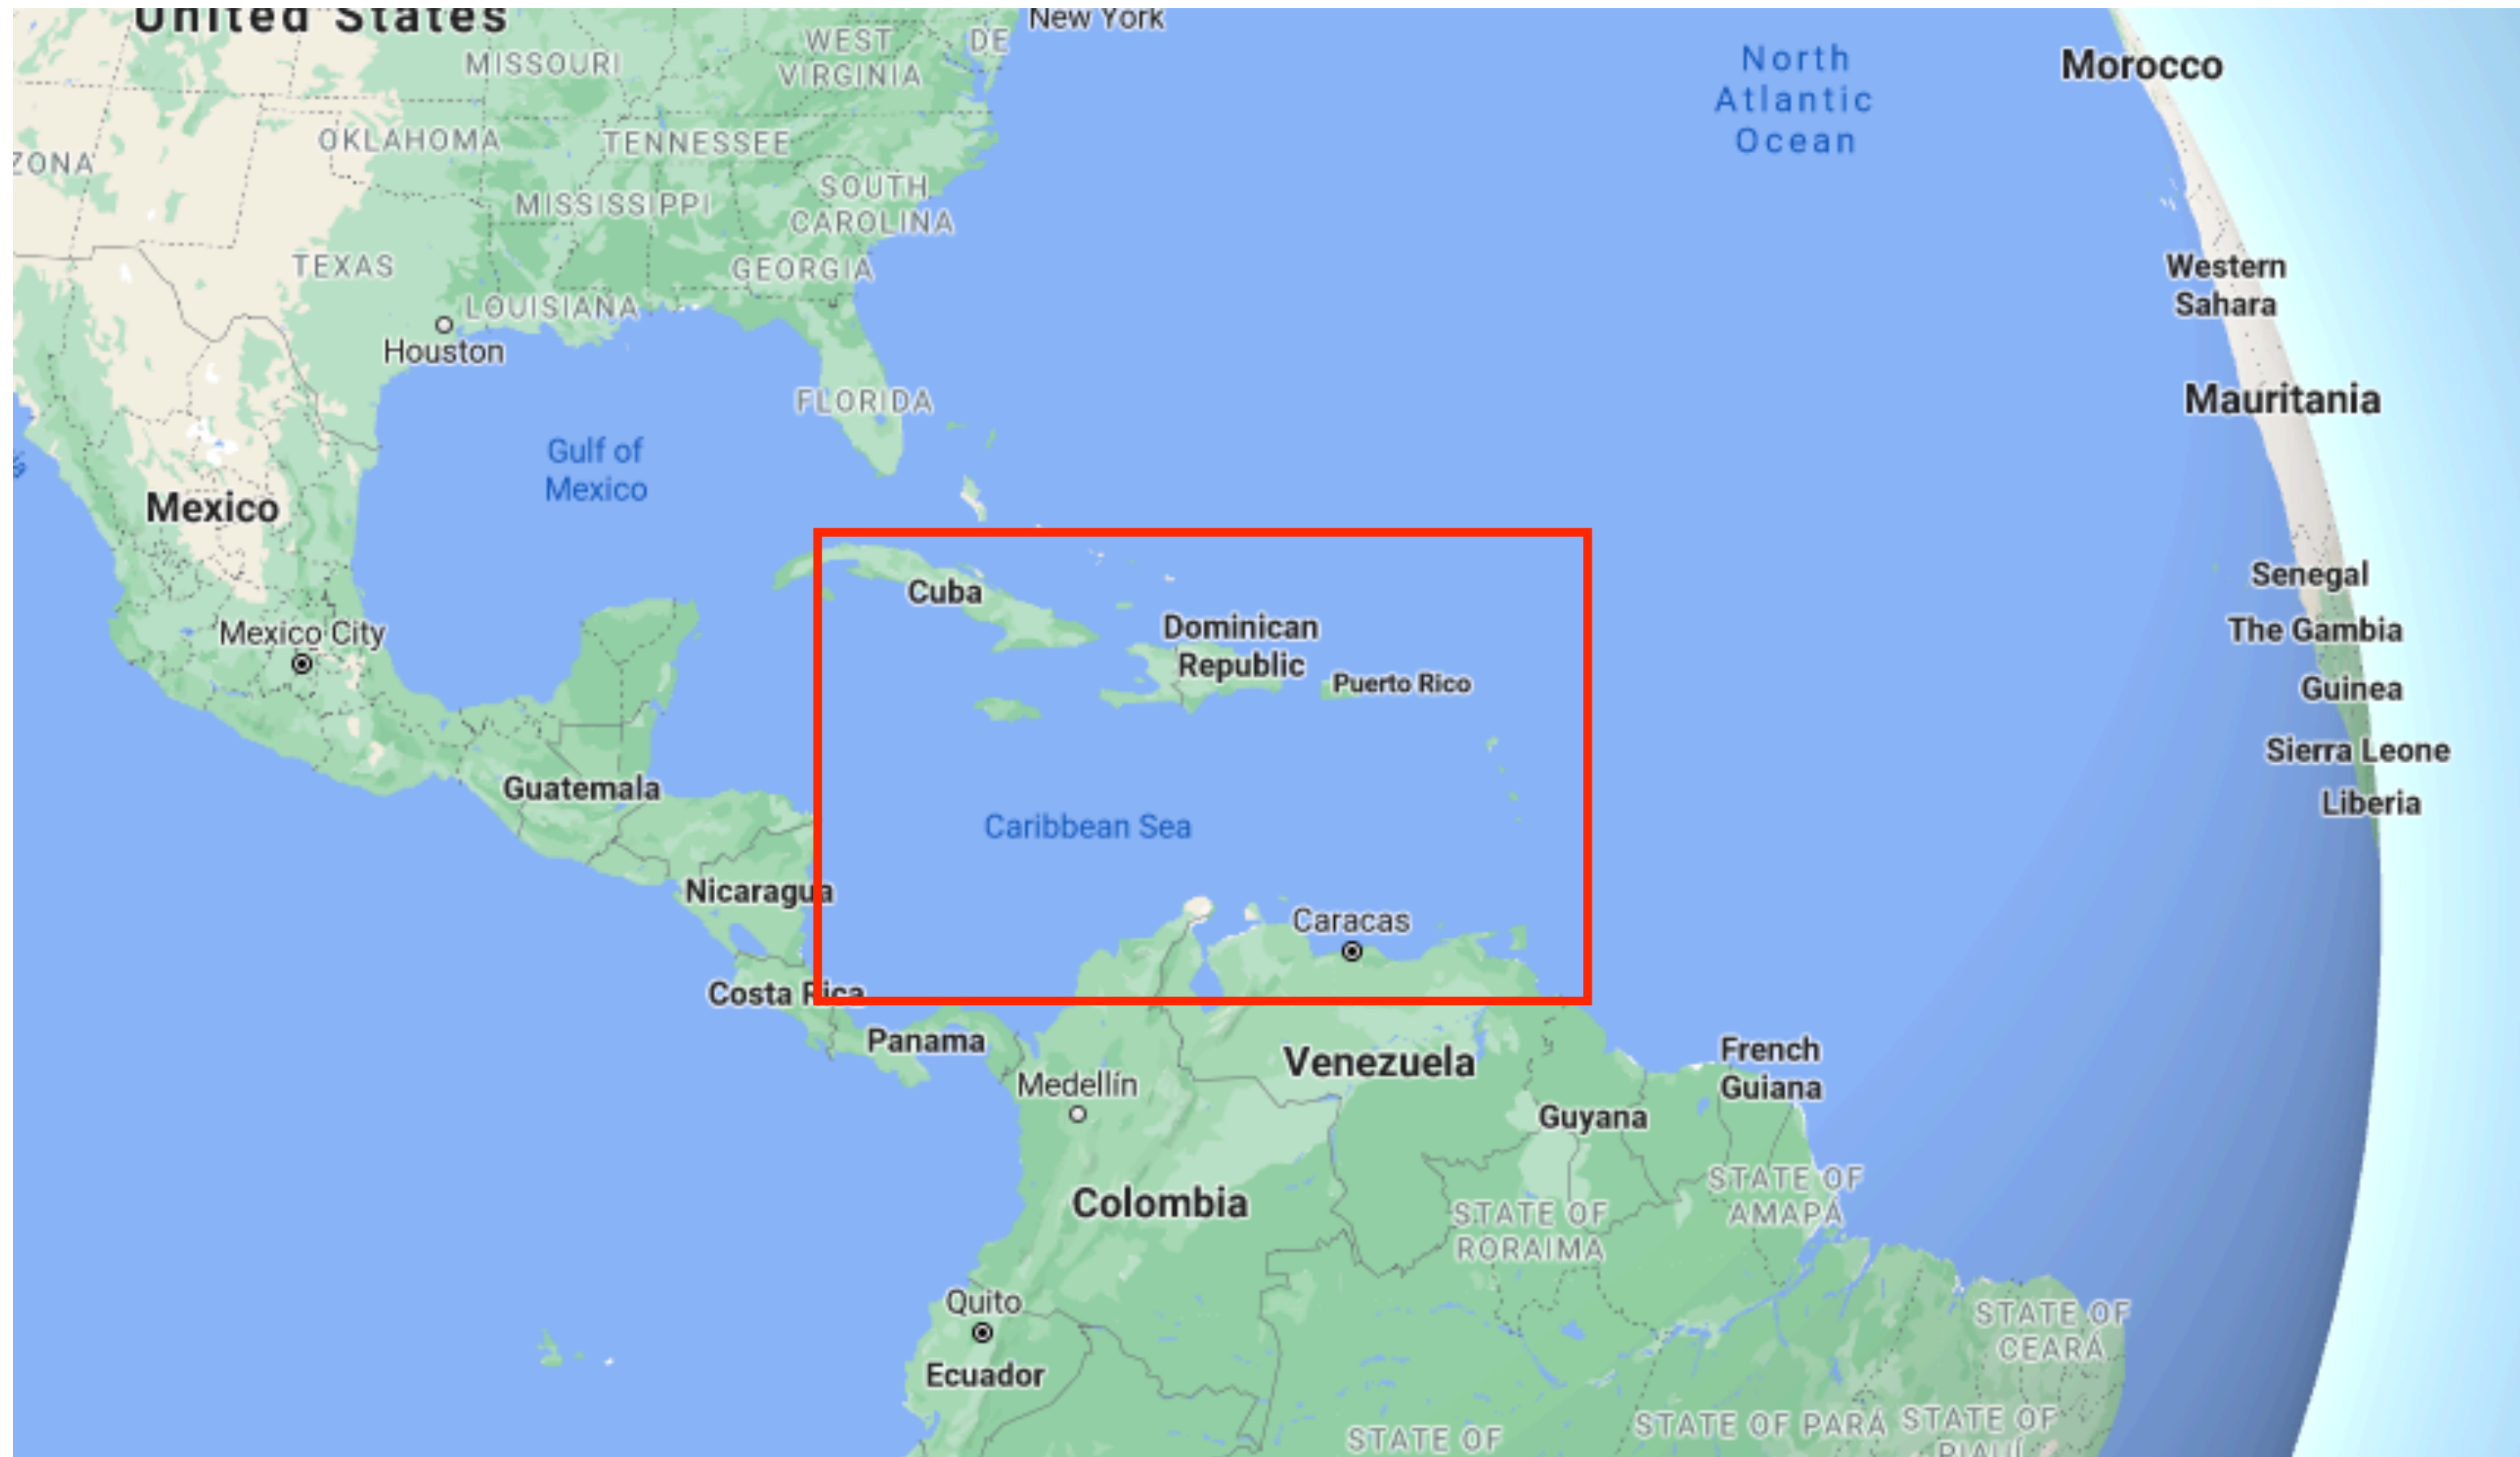 United States
New York
MISSOURI
WEST
VIRGINIA
DE
North
Atlantic
Ocean
Morocco
OKLAHOMA
TENNESSEE
ZONA
MISSISSIPPI
SOUTH
CAROLINA
TEXAS
GEORGIA
LOUISIANA
Houston
Western
Sahara
FLORIDA
Mauritania
Gulf of
Mexico
Mexico
Cuba
Senegal
Mexico City
Dominican
Republic
The Gambia
Puerto Rico
Guinea
Sierra Leone
Guatemala
Liberia
Caribbean Sea
Nicaragua
Caracas
Costa Rica
Panama
Venezuela
French
Guiana
Medellín
Guyana
Colombia
STATE OF
AMAPÁ
STATE OF
RORAIMA
Quito
Ecuador
STATE OF
CEARÁ
STATE OF PARÁ
STATE OF
PIAUÍ
STATE OF